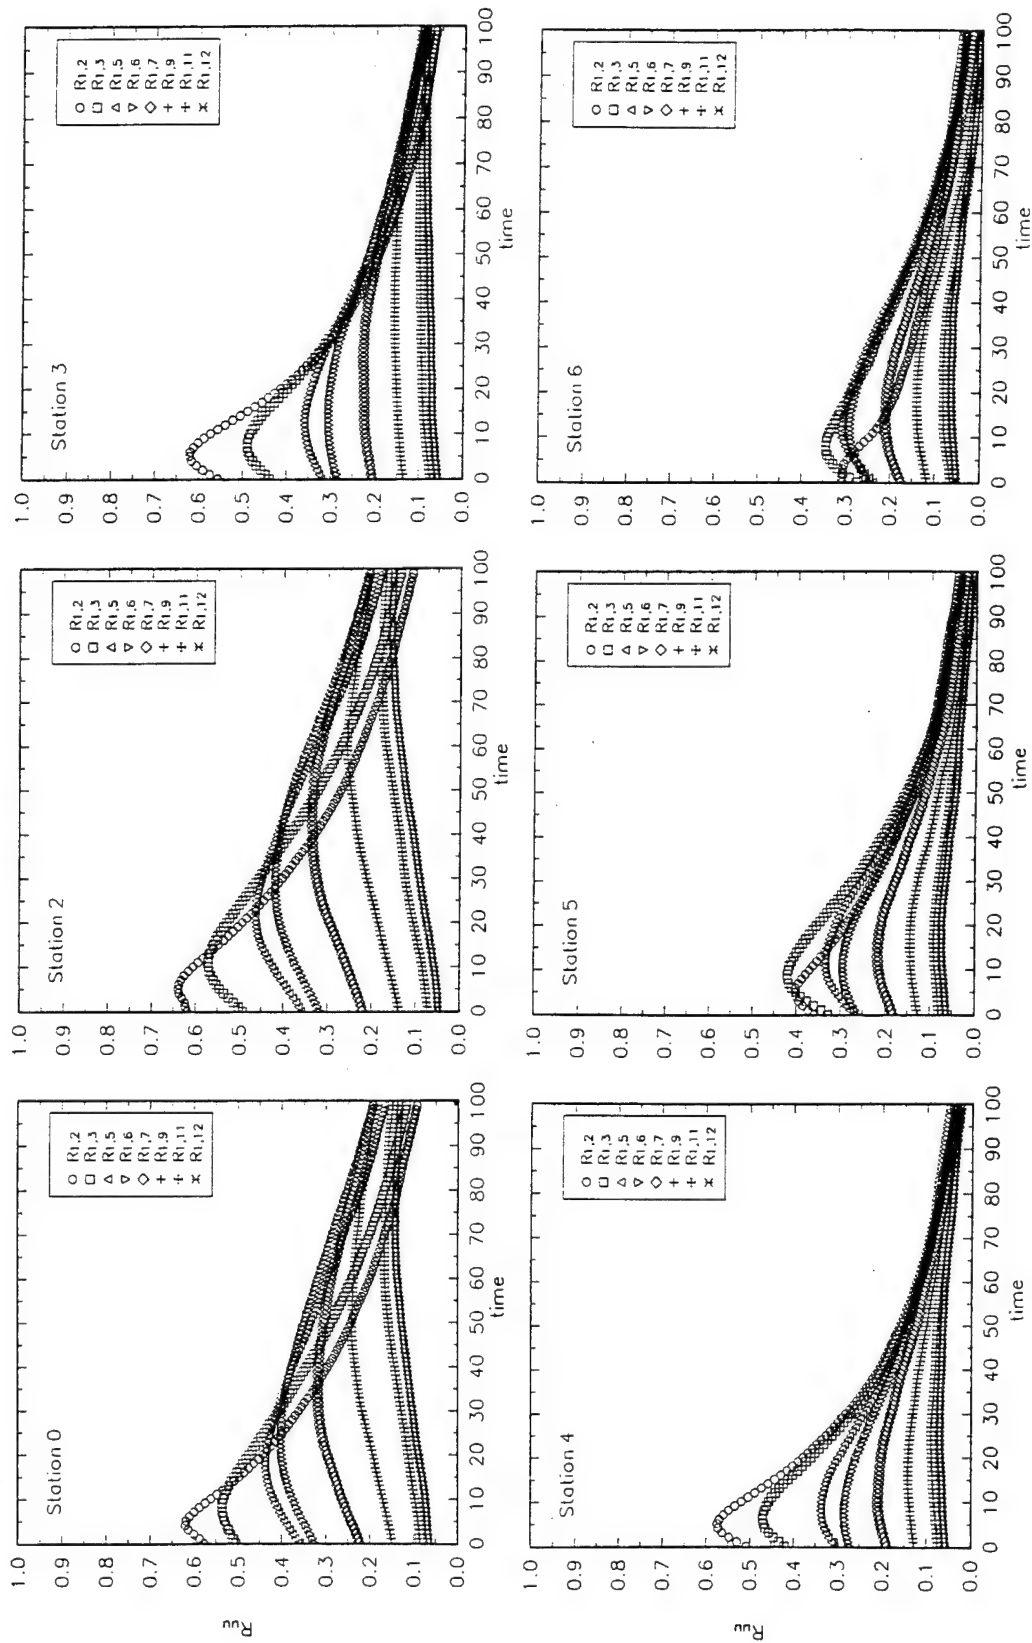 Station 0
R1,2
R1,3
R1,5
R1,6
R1,7
R1,9
R1,11
R1,12
Ruu
1.0
0.9
0.8
0.7
0.6
0.5
0.4
0.3
0.2
0.1
0.0
0 10 20 30 40 50 60 70 80 90 100
time
Station 2
R1,2
R1,3
R1,5
R1,6
R1,7
R1,9
R1,11
R1,12
1.0
0.9
0.8
0.7
0.6
0.5
0.4
0.3
0.2
0.1
0.0
0 10 20 30 40 50 60 70 80 90 100
time
Station 3
R1,2
R1,3
R1,5
R1,6
R1,7
R1,9
R1,11
R1,12
1.0
0.9
0.8
0.7
0.6
0.5
0.4
0.3
0.2
0.1
0.0
0 10 20 30 40 50 60 70 80 90 100
time
Station 4
R1,2
R1,3
R1,5
R1,6
R1,7
R1,9
R1,11
R1,12
Ruu
1.0
0.9
0.8
0.7
0.6
0.5
0.4
0.3
0.2
0.1
0.0
0 10 20 30 40 50 60 70 80 90 100
time
Station 5
R1,2
R1,3
R1,5
R1,6
R1,7
R1,9
R1,11
R1,12
1.0
0.9
0.8
0.7
0.6
0.5
0.4
0.3
0.2
0.1
0.0
0 10 20 30 40 50 60 70 80 90 100
time
Station 6
R1,2
R1,3
R1,5
R1,6
R1,7
R1,9
R1,11
R1,12
1.0
0.9
0.8
0.7
0.6
0.5
0.4
0.3
0.2
0.1
0.0
0 10 20 30 40 50 60 70 80 90 100
time